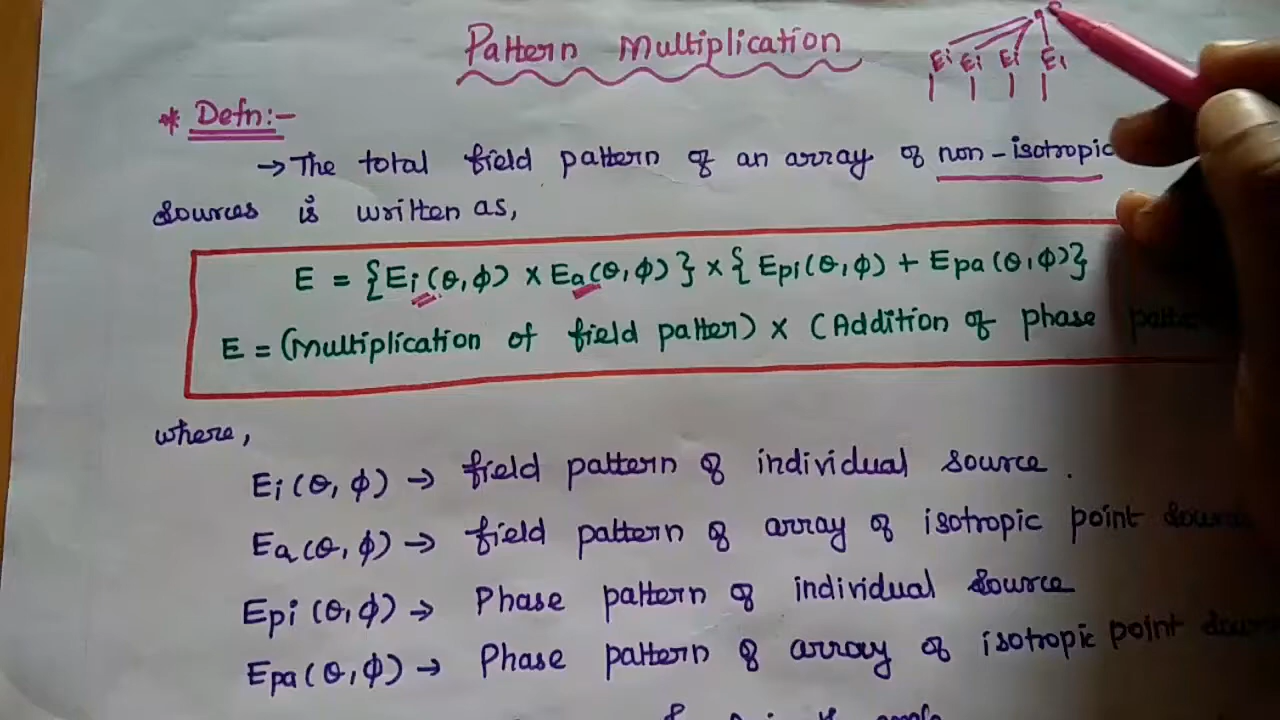 Pattern Multiplication
Ei Ei Ei Ei
* Defn:-
→ The total field pattern of an array of non-isotropic
sources is written as,
E = {Ei(θ,φ) × Ea(θ,φ)} × {Epi(θ,φ) + Epa(θ,φ)}
E = (Multiplication of field patter) × (Addition of phase
where,
Ei(θ,φ) → field pattern of individual source.
Ea(θ,φ) → field pattern of array of isotropic point
Epi(θ,φ) → Phase pattern of individual source
Epa(θ,φ) → Phase pattern of array of isotropic point